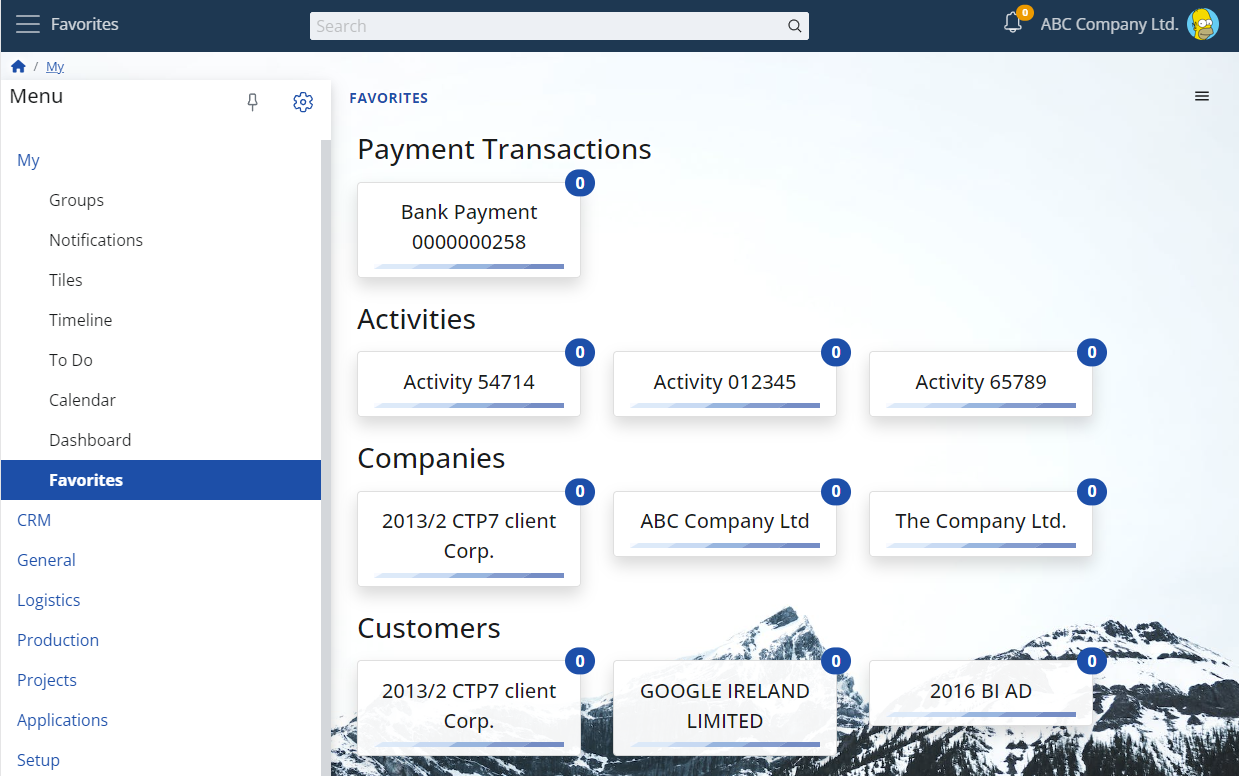 Favorites
Search
0
ABC Company Ltd.
/ My
Menu
My
Groups
Notifications
Tiles
Timeline
To Do
Calendar
Dashboard
Favorites
CRM
General
Logistics
Production
Projects
Applications
Setup
FAVORITES
Payment Transactions
0
Bank Payment
0000000258
Activities
0
Activity 54714
0
Activity 012345
0
Activity 65789
Companies
0
2013/2 CTP7 client
Corp.
0
ABC Company Ltd
0
The Company Ltd.
Customers
0
2013/2 CTP7 client
Corp.
0
GOOGLE IRELAND
LIMITED
0
2016 BI AD